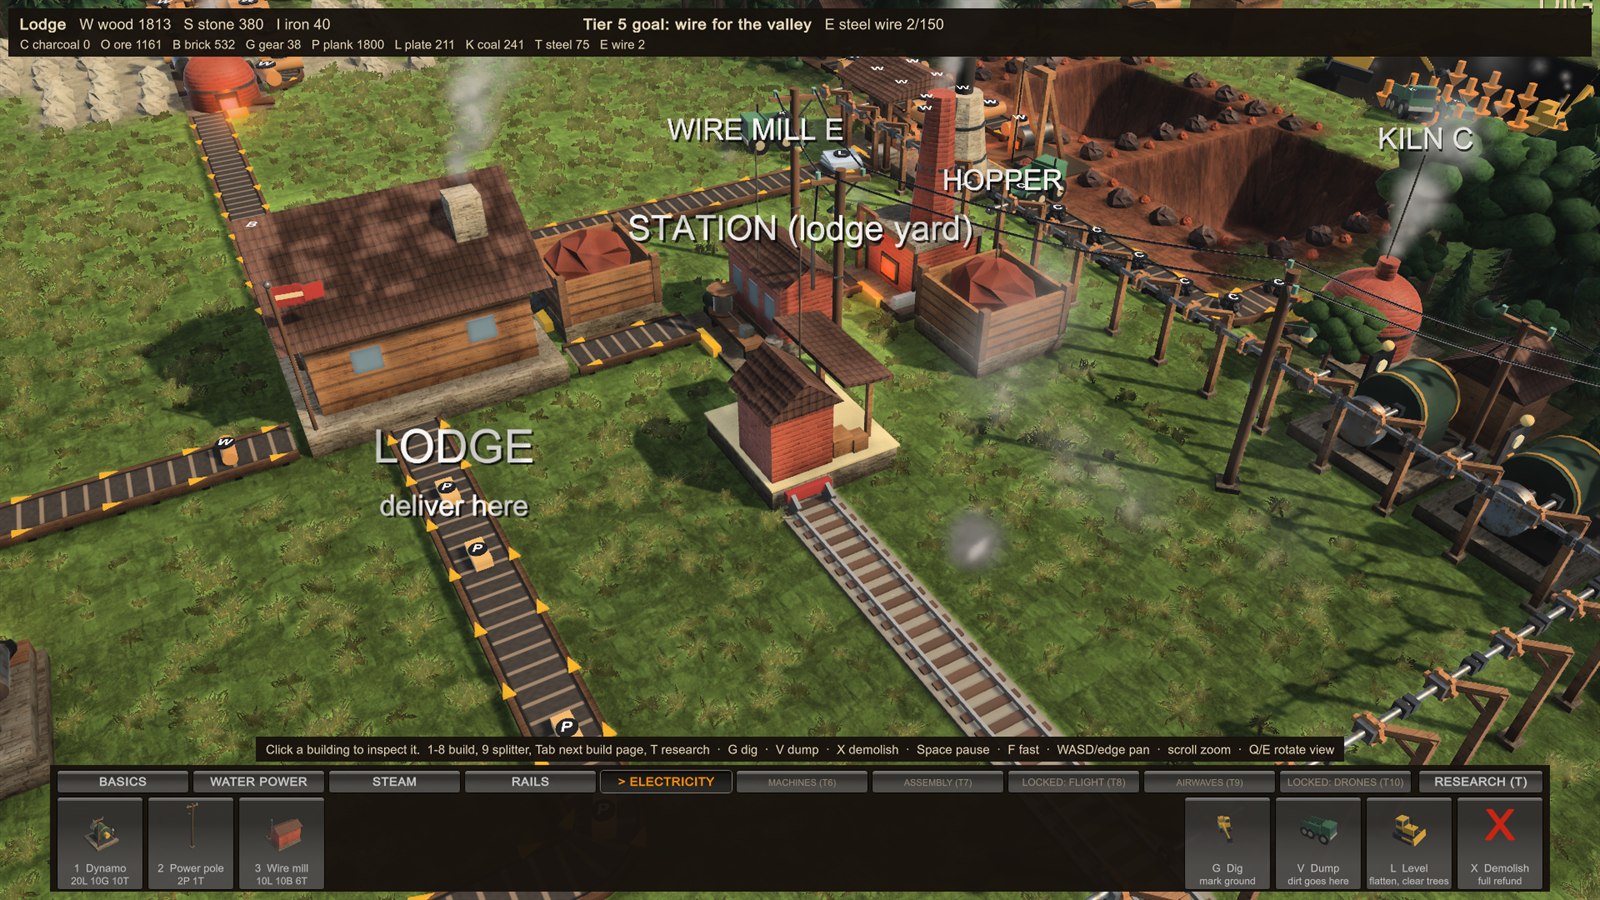 Lodge W wood 1813 S stone 380 I iron 40
Tier 5 goal: wire for the valley E steel wire 2/150
C charcoal 0 O ore 1161 B brick 532 G gear 38 P plank 1800 L plate 211 K coal 241 T steel 75 E wire 2
WIRE MILL E
KILN C
HOPPER
STATION (lodge yard)
B
LODGE
deliver here
W
P
P
P
Click a building to inspect it. 1-8 build, 9 splitter, Tab next build page, T research · G dig · V dump · X demolish · Space pause · F fast · WASD/edge pan · scroll zoom · Q/E rotate view
BASICS
WATER POWER
STEAM
RAILS
> ELECTRICITY
MACHINES (T6)
ASSEMBLY (T7)
LOCKED: FLIGHT (T8)
AIRWAVES (T9)
LOCKED: DRONES (T10)
RESEARCH (T)
1 Dynamo
20L 10G 10T
2 Power pole
2P 1T
3 Wire mill
10L 10B 6T
G Dig
mark ground
V Dump
dirt goes here
L Level
flatten, clear trees
X Demolish
full refund